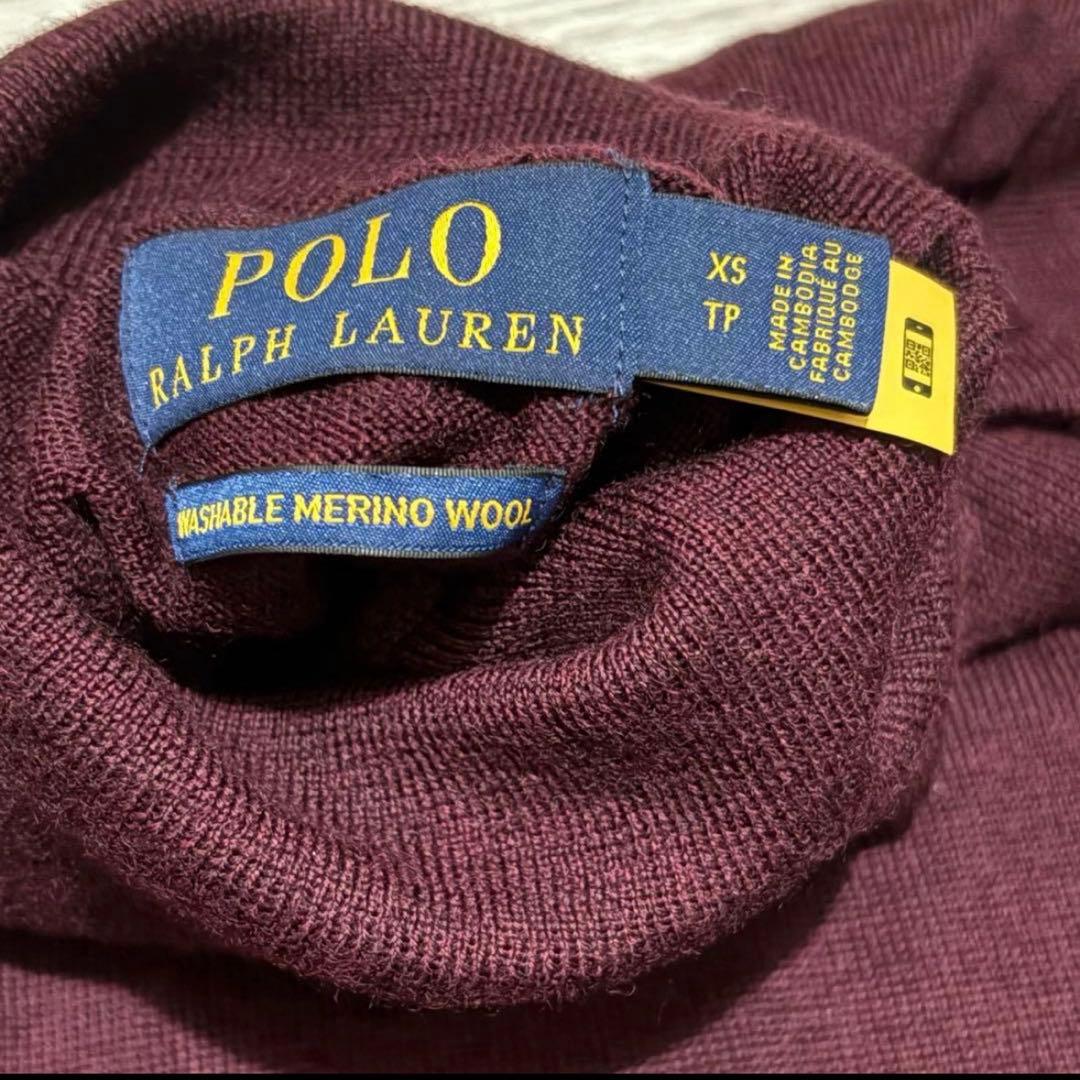 POLO
RALPH LAUREN
XS
TP
MADE IN
CAMBODIA
FABRIQUÉ AU
CAMBODGE
WASHABLE MERINO WOOL